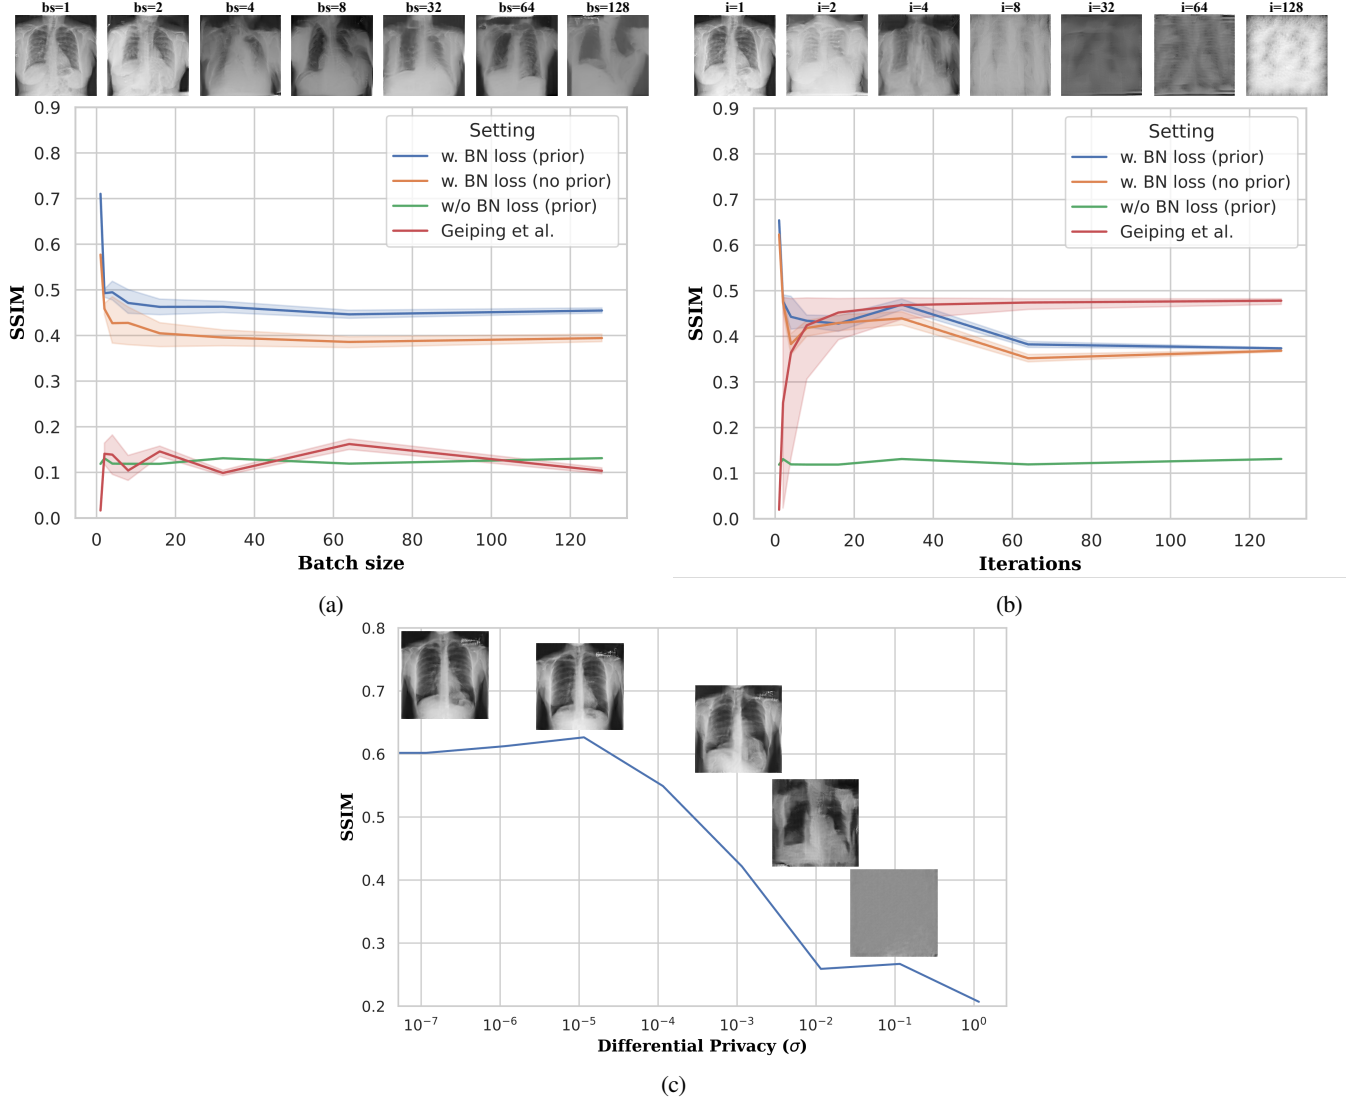 bs=1 bs=2 bs=4 bs=8 bs=32 bs=64 bs=128
0.9
0.8
0.7
0.6
0.5
0.4
0.3
0.2
0.1
0.0
SSIM
Setting
w. BN loss (prior)
w. BN loss (no prior)
w/o BN loss (prior)
Geiping et al.
0 20 40 60 80 100 120
Batch size
(a)
i=1 i=2 i=4 i=8 i=32 i=64 i=128
0.9
0.8
0.7
0.6
0.5
0.4
0.3
0.2
0.1
0.0
SSIM
Setting
w. BN loss (prior)
w. BN loss (no prior)
w/o BN loss (prior)
Geiping et al.
0 20 40 60 80 100 120
Iterations
(b)
0.8
0.7
0.6
0.5
0.4
0.3
0.2
SSIM
10⁻⁷ 10⁻⁶ 10⁻⁵ 10⁻⁴ 10⁻³ 10⁻² 10⁻¹ 10⁰
Differential Privacy (σ)
(c)